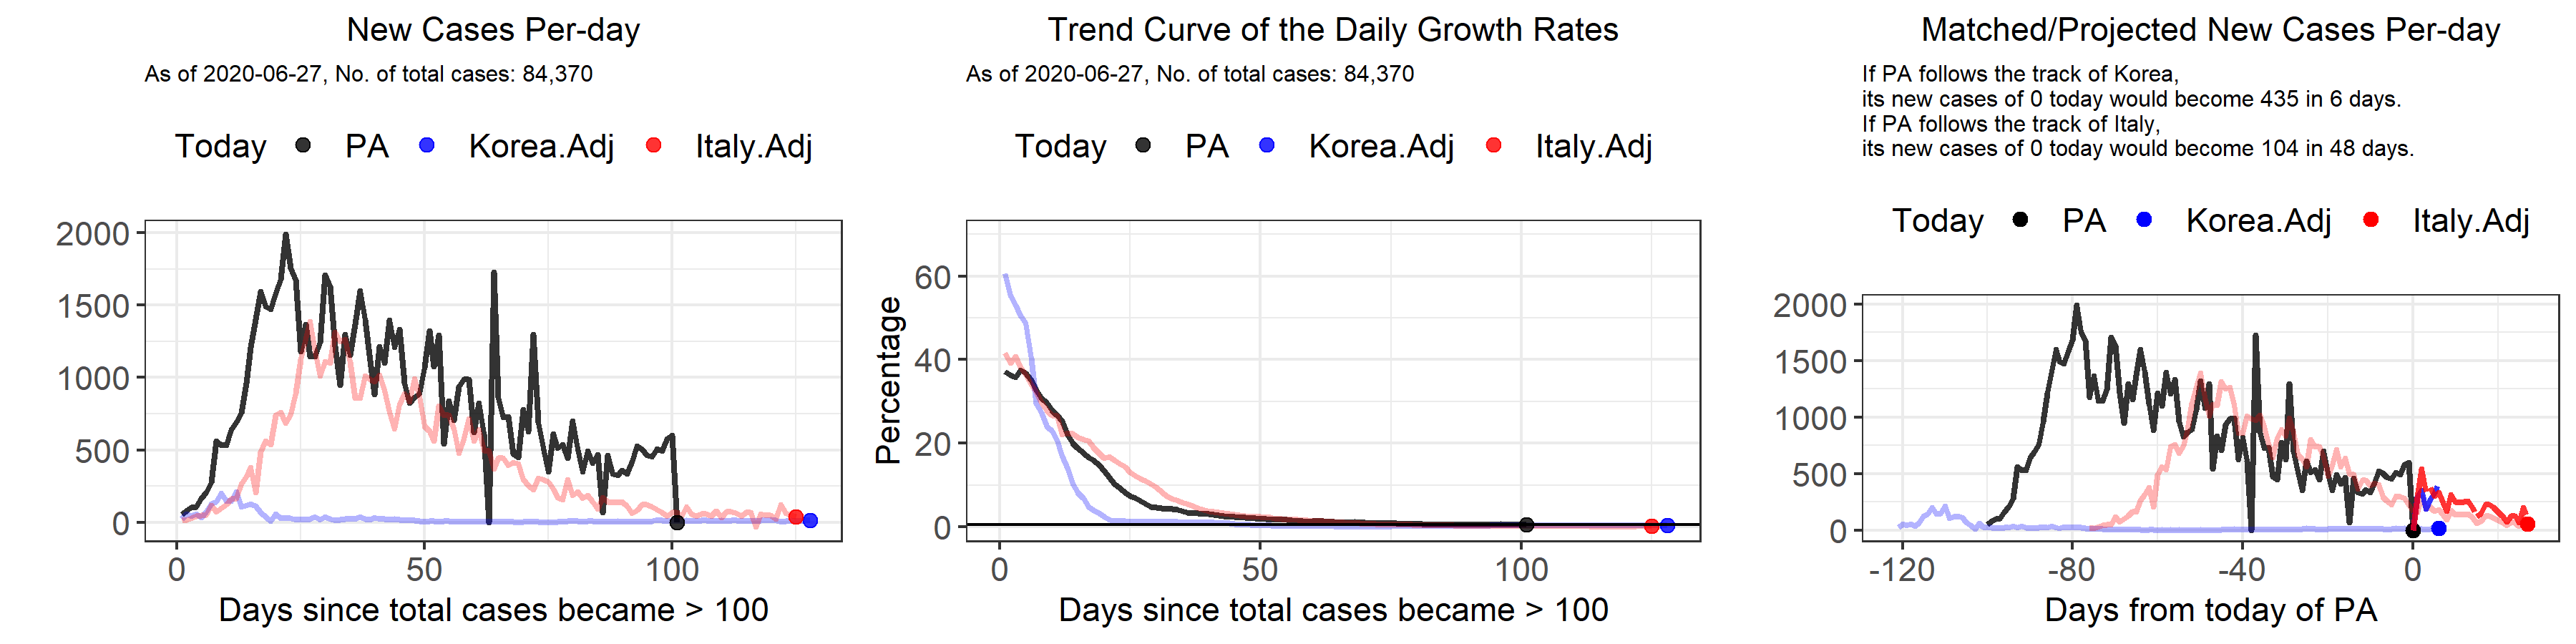 New Cases Per-day
As of 2020-06-27, No. of total cases: 84,370
Today PA Korea.Adj Italy.Adj
2000
1500
1000
500
0
0 50 100
Days since total cases became > 100
Trend Curve of the Daily Growth Rates
As of 2020-06-27, No. of total cases: 84,370
Today PA Korea.Adj Italy.Adj
Percentage
60
40
20
0
0 50 100
Days since total cases became > 100
Matched/Projected New Cases Per-day
If PA follows the track of Korea,
its new cases of 0 today would become 435 in 6 days.
If PA follows the track of Italy,
its new cases of 0 today would become 104 in 48 days.
Today PA Korea.Adj Italy.Adj
2000
1500
1000
500
0
-120 -80 -40 0
Days from today of PA